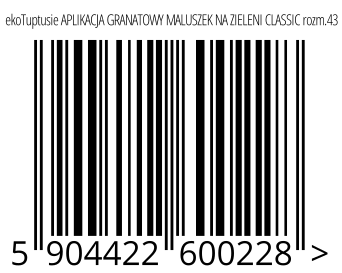 ekoTuptusie APLIKACJA GRANATOWY MALUSZEK NA ZIELENI CLASSIC rozm.43
5 904422 600228 >